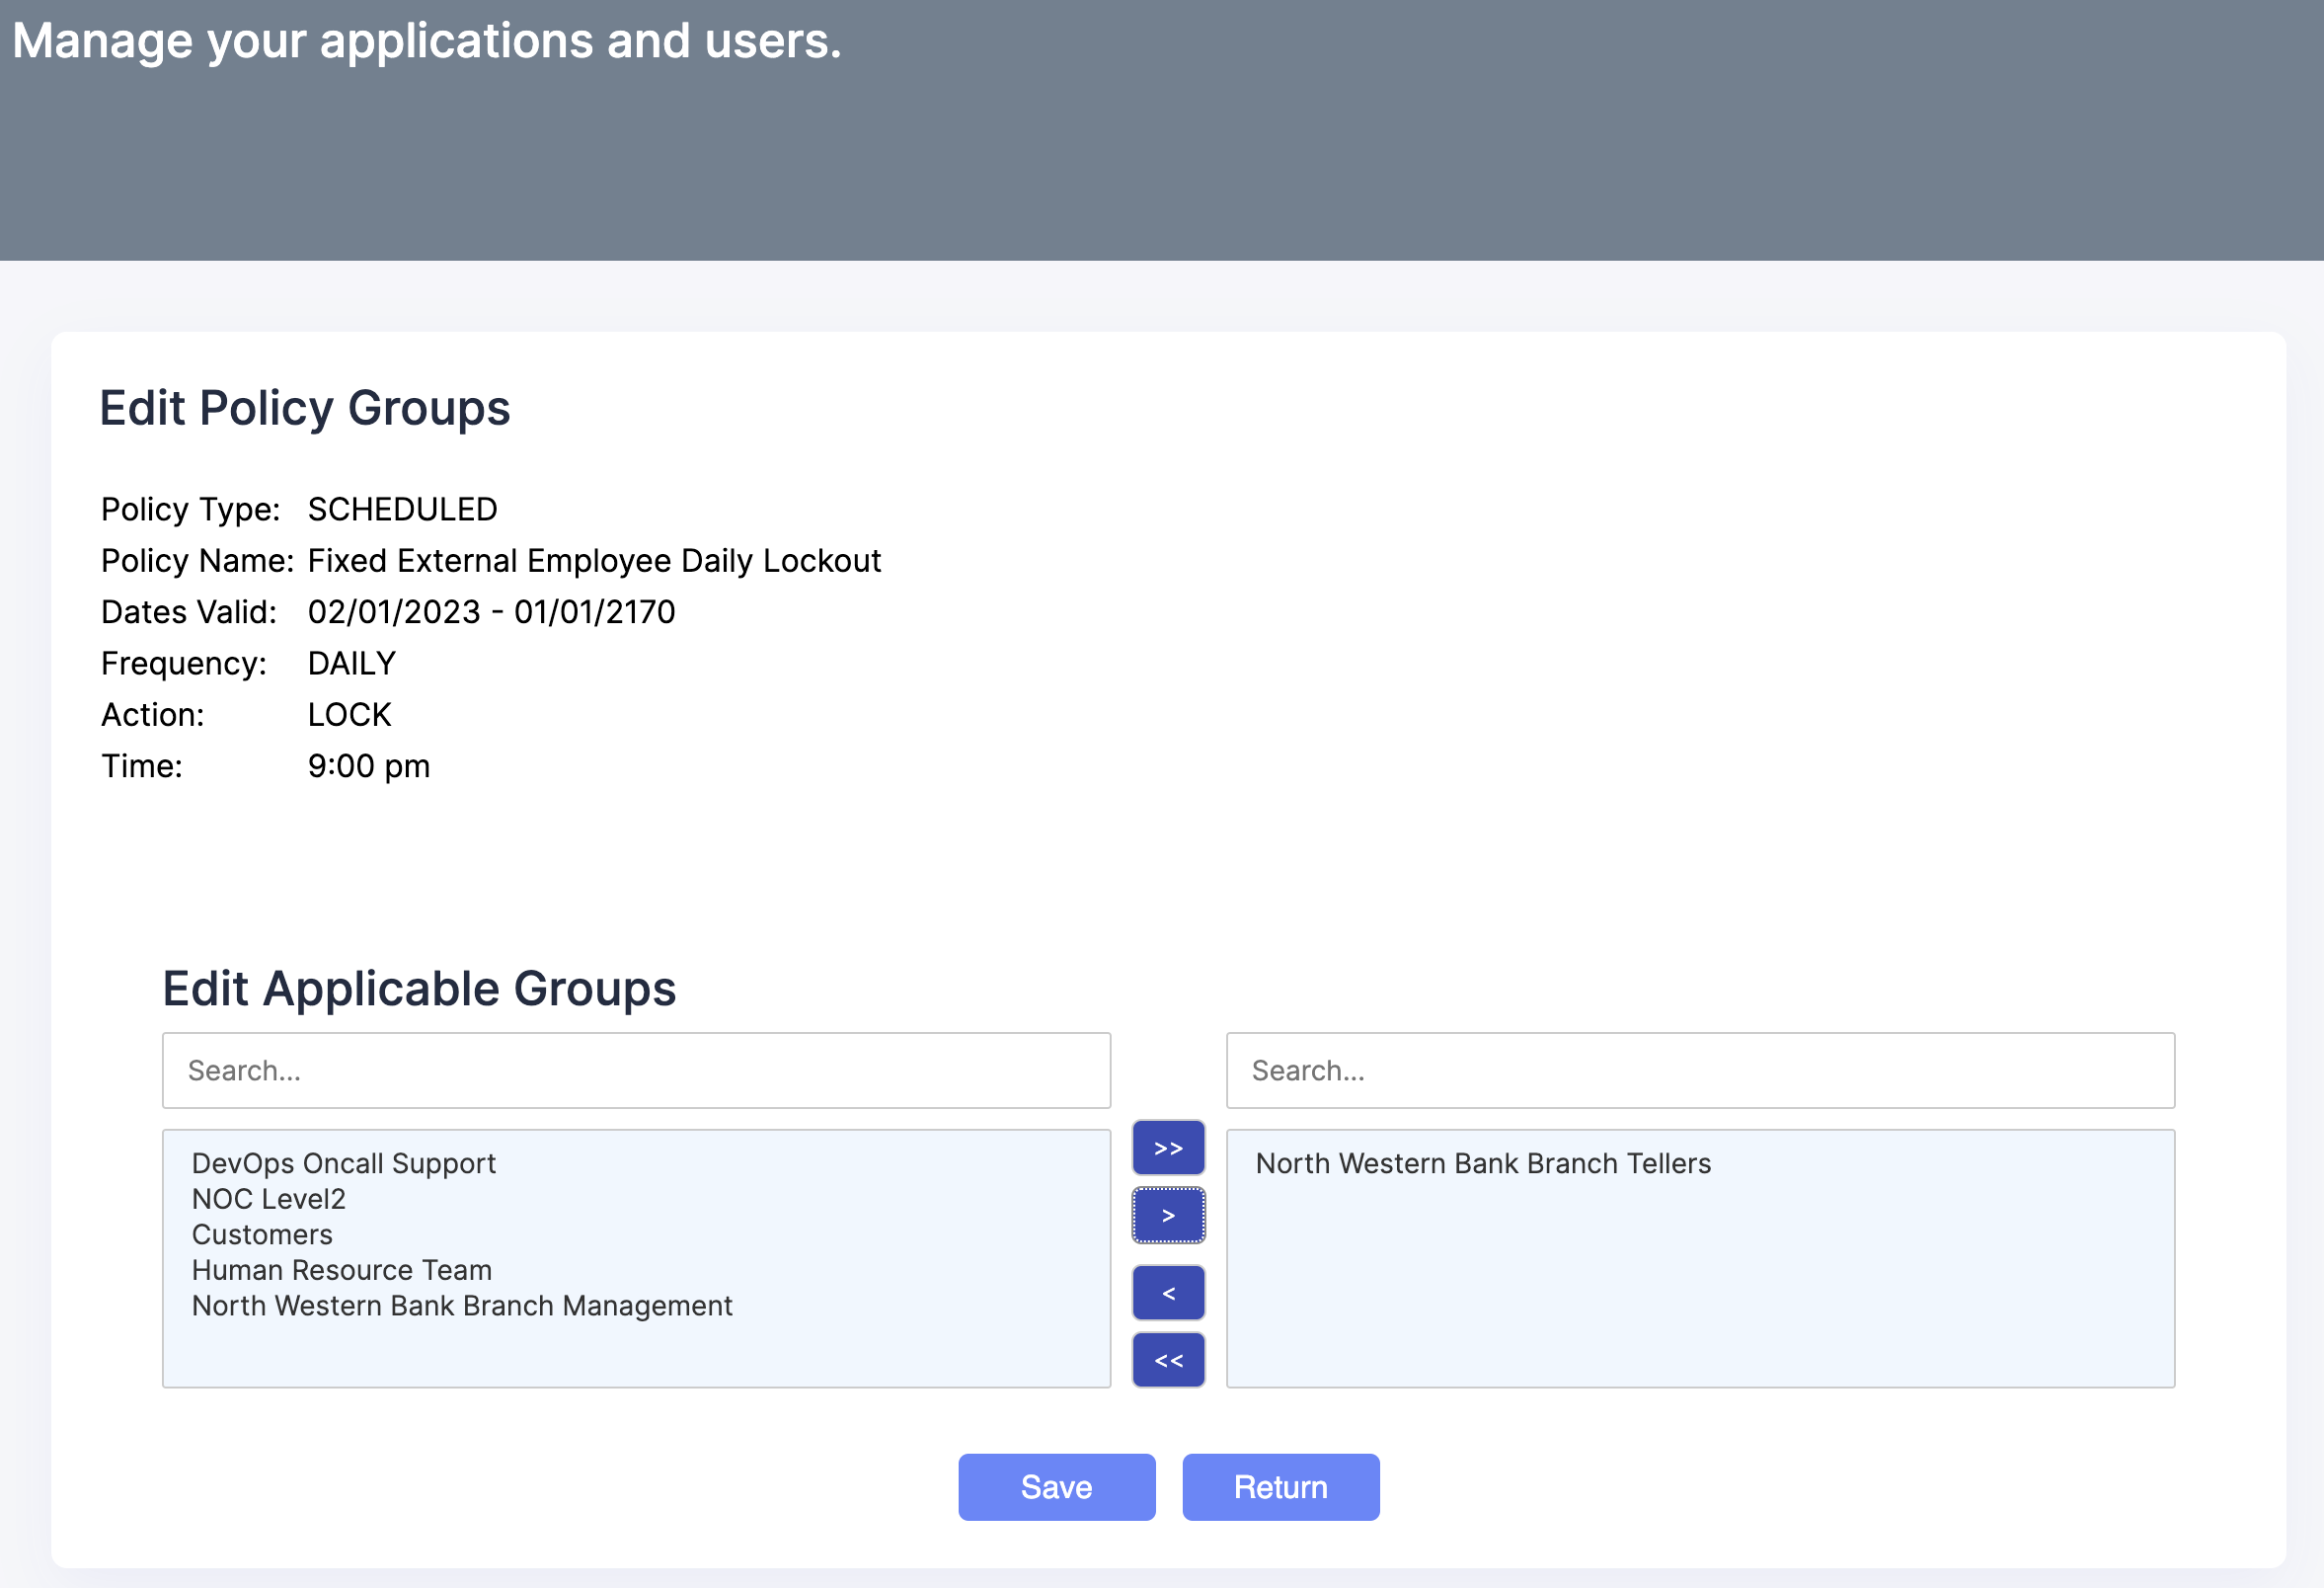 Manage your applications and users.
Edit Policy Groups
Policy Type: SCHEDULED
Policy Name: Fixed External Employee Daily Lockout
Dates Valid: 02/01/2023 - 01/01/2170
Frequency: DAILY
Action: LOCK
Time: 9:00 pm
Edit Applicable Groups
Search...
DevOps Oncall Support
NOC Level2
Customers
Human Resource Team
North Western Bank Branch Management
>>
>
<
<<
Search...
North Western Bank Branch Tellers
Save
Return